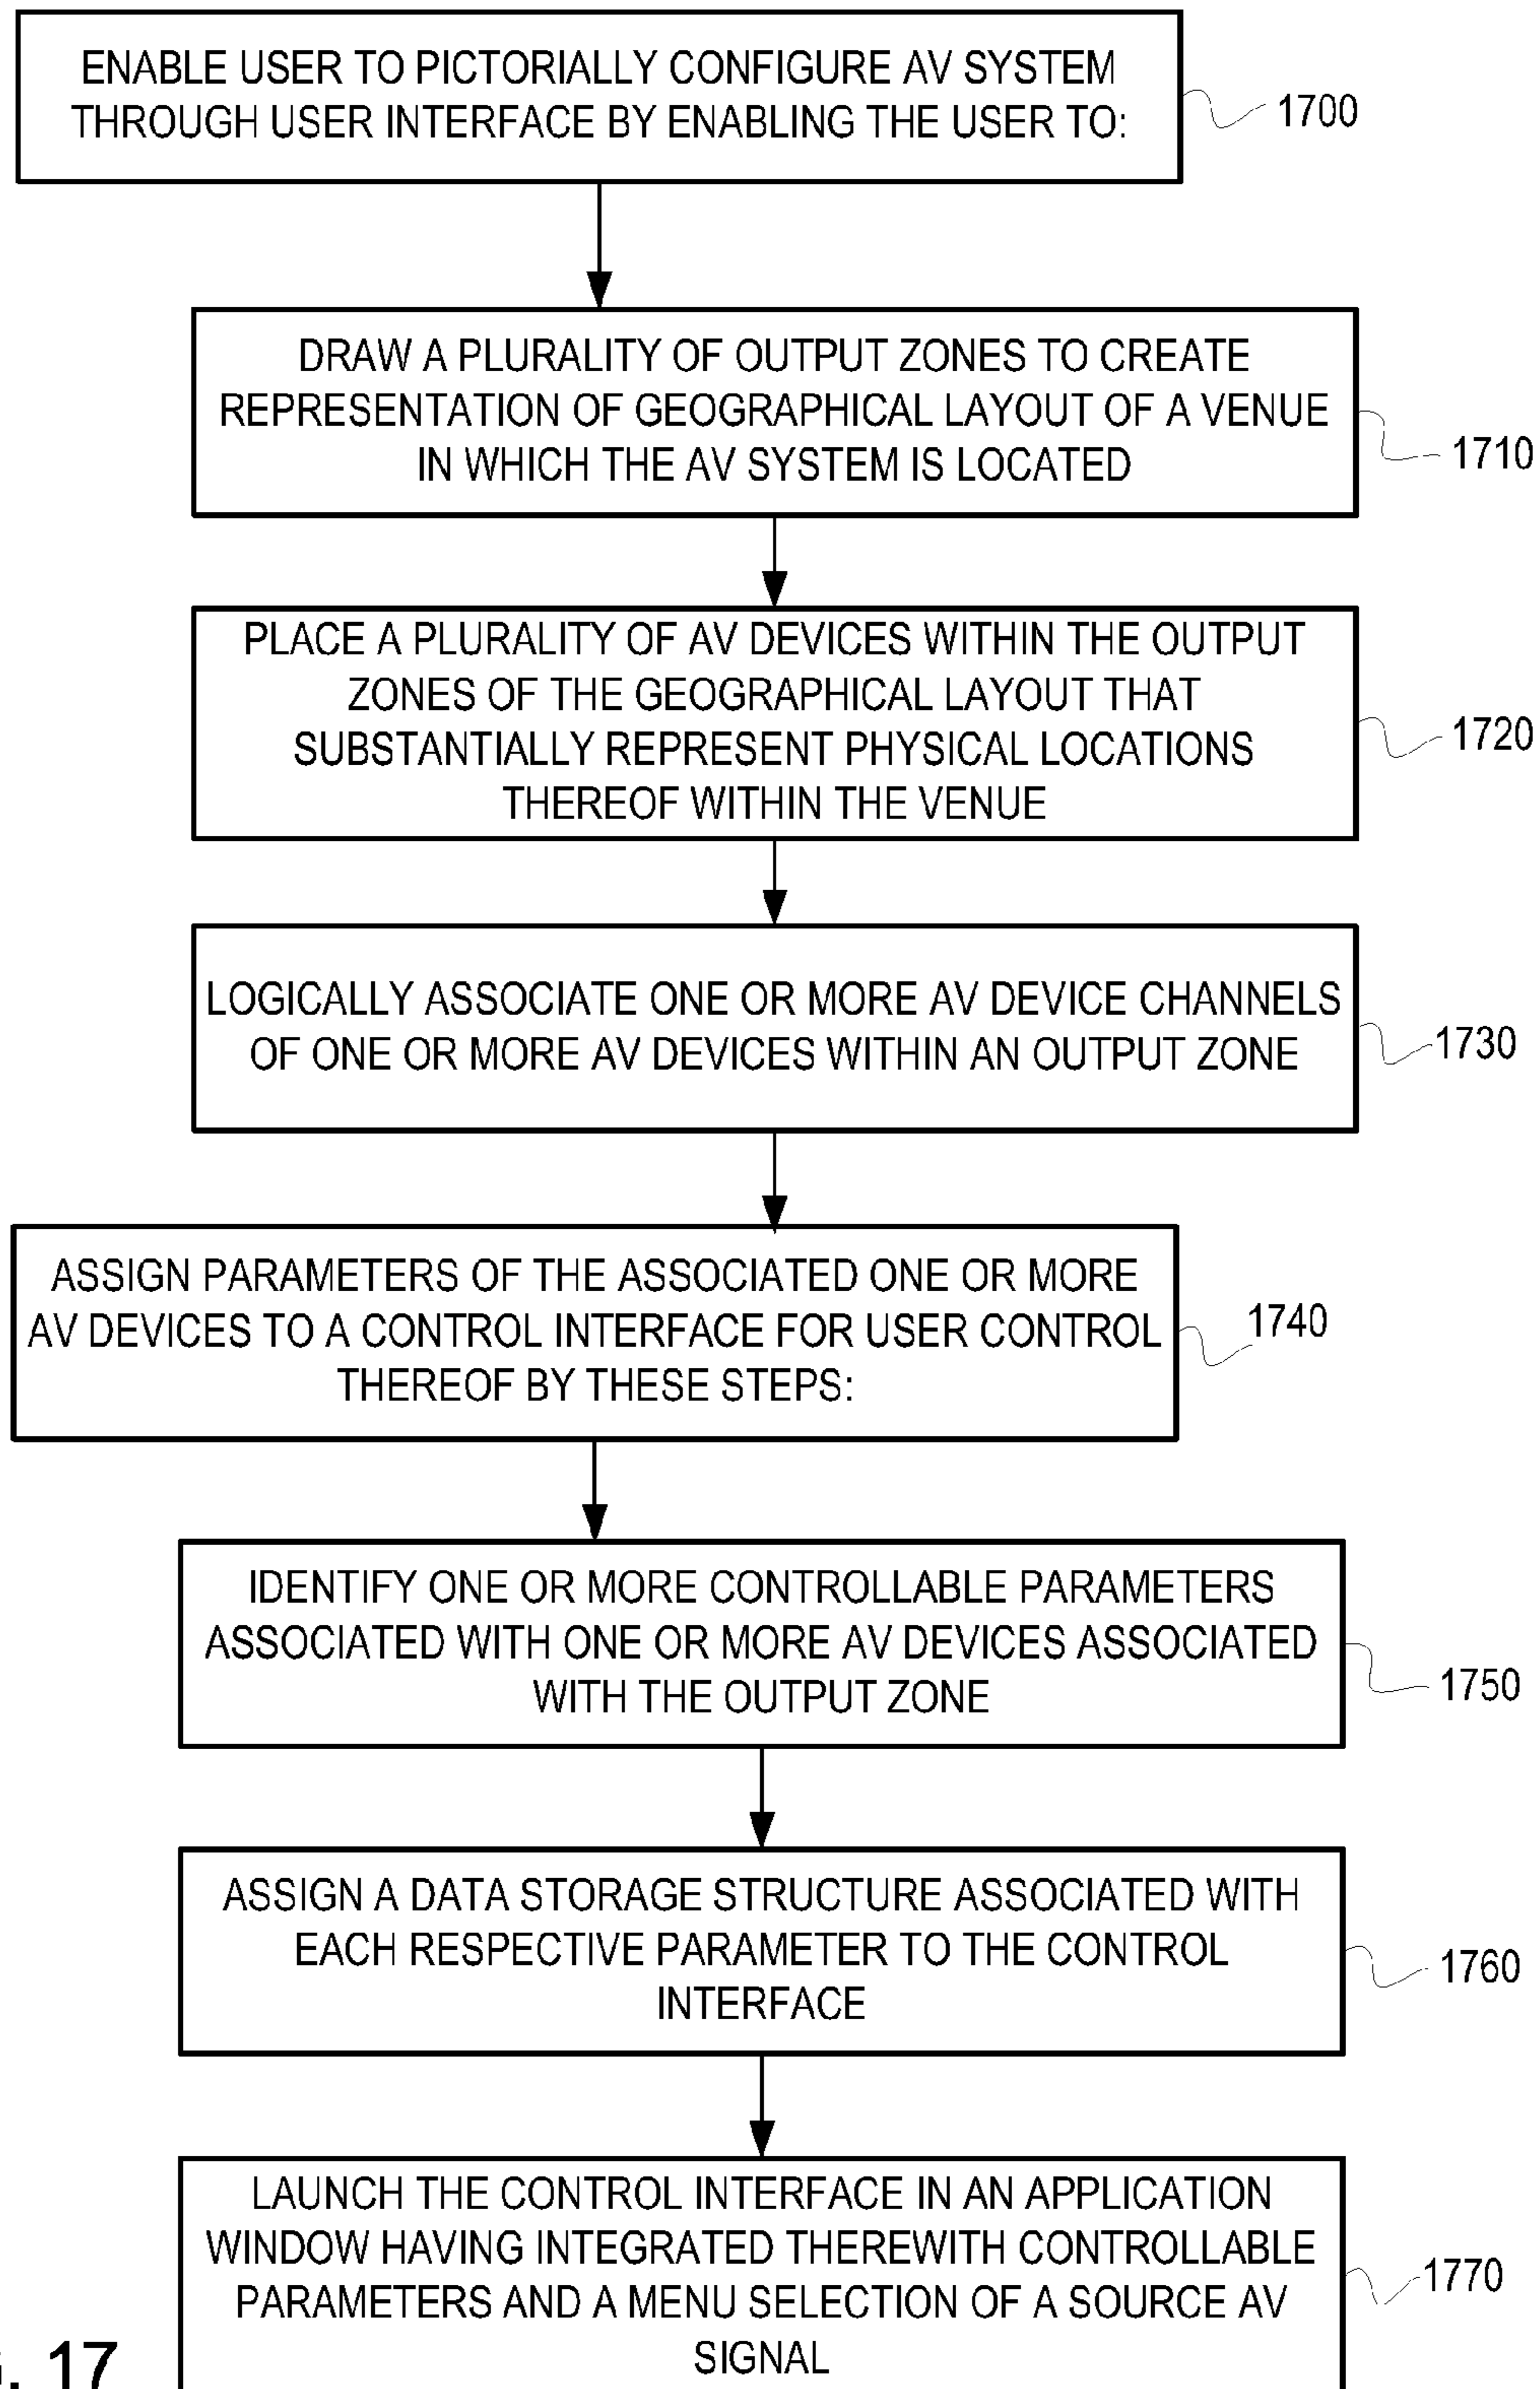 ENABLE USER TO PICTORIALLY CONFIGURE AV SYSTEM
THROUGH USER INTERFACE BY ENABLING THE USER TO:
1700
DRAW A PLURALITY OF OUTPUT ZONES TO CREATE
REPRESENTATION OF GEOGRAPHICAL LAYOUT OF A VENUE
IN WHICH THE AV SYSTEM IS LOCATED
1710
PLACE A PLURALITY OF AV DEVICES WITHIN THE OUTPUT
ZONES OF THE GEOGRAPHICAL LAYOUT THAT
SUBSTANTIALLY REPRESENT PHYSICAL LOCATIONS
THEREOF WITHIN THE VENUE
1720
LOGICALLY ASSOCIATE ONE OR MORE AV DEVICE CHANNELS
OF ONE OR MORE AV DEVICES WITHIN AN OUTPUT ZONE
1730
ASSIGN PARAMETERS OF THE ASSOCIATED ONE OR MORE
AV DEVICES TO A CONTROL INTERFACE FOR USER CONTROL
THEREOF BY THESE STEPS:
1740
IDENTIFY ONE OR MORE CONTROLLABLE PARAMETERS
ASSOCIATED WITH ONE OR MORE AV DEVICES ASSOCIATED
WITH THE OUTPUT ZONE
1750
ASSIGN A DATA STORAGE STRUCTURE ASSOCIATED WITH
EACH RESPECTIVE PARAMETER TO THE CONTROL
INTERFACE
1760
LAUNCH THE CONTROL INTERFACE IN AN APPLICATION
WINDOW HAVING INTEGRATED THEREWITH CONTROLLABLE
PARAMETERS AND A MENU SELECTION OF A SOURCE AV
SIGNAL
1770
17